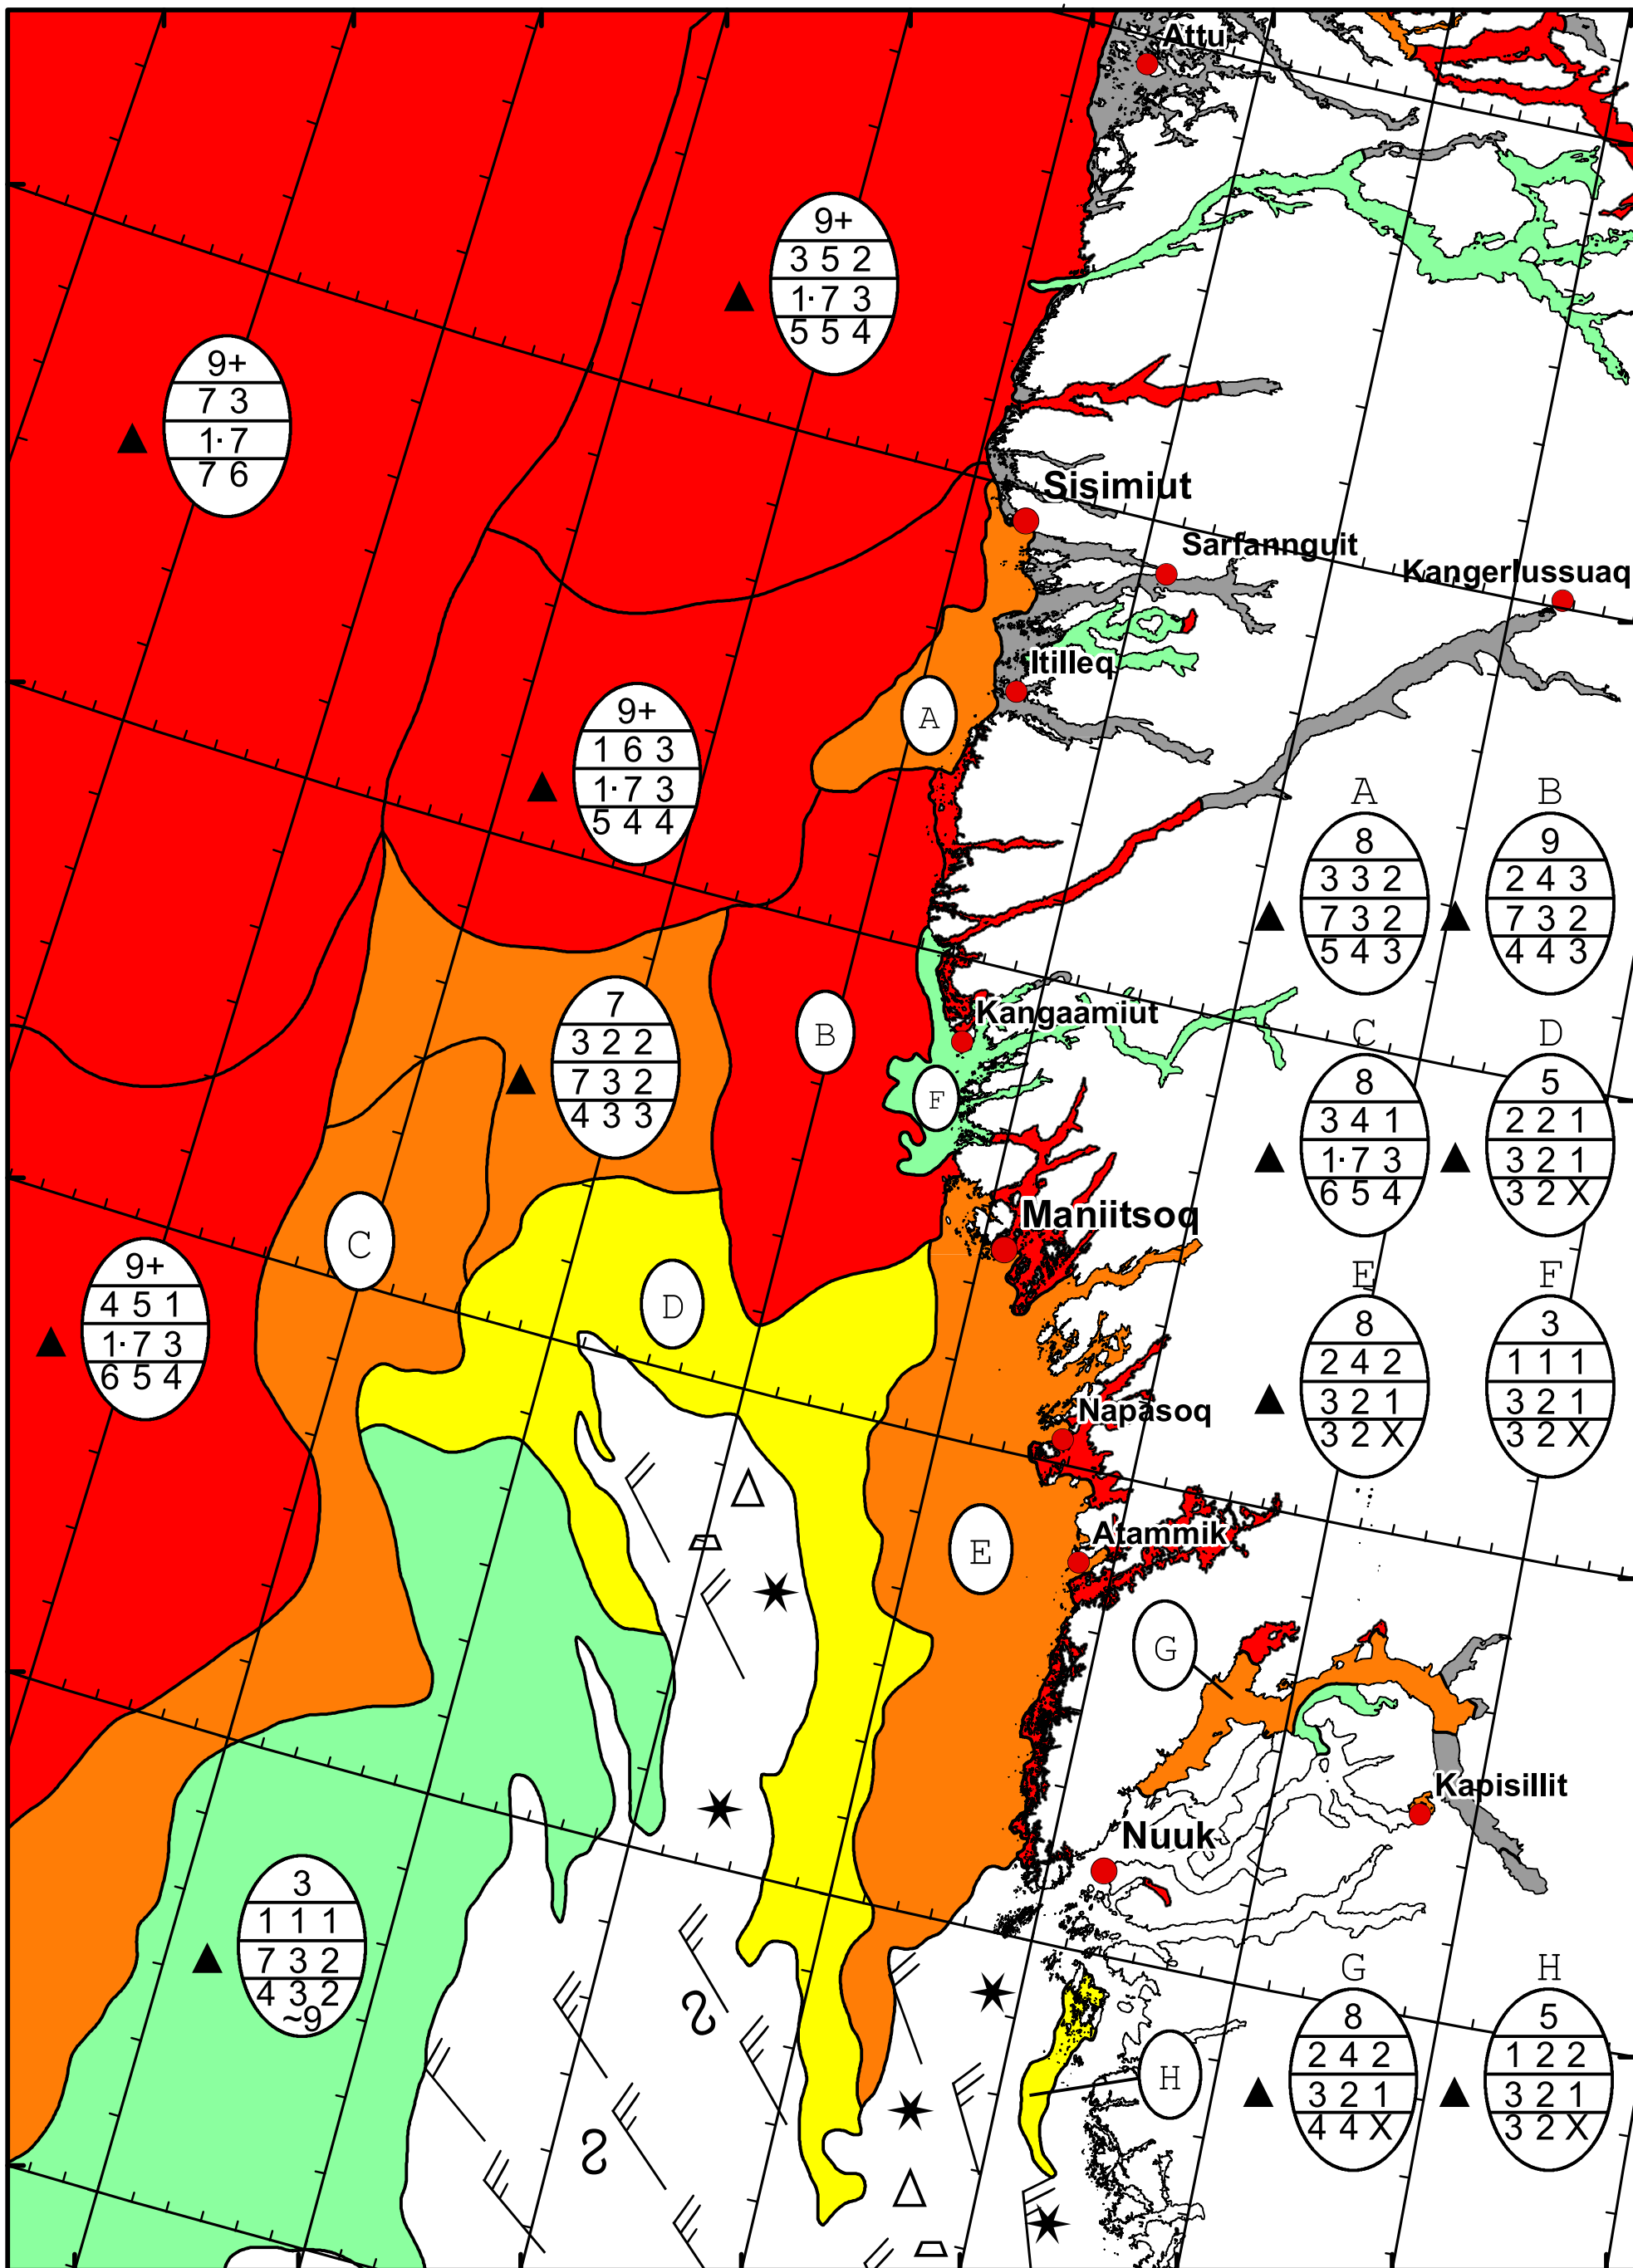 Attu
9+
3 5 2
1· 7 3
5 5 4
9+
7 3
1· 7
7 6
Sisimiut
Sarfannguit
Kangerlussuaq
Itilleq
A
9+
1 6 3
1· 7 3
5 4 4
A
8
3 3 2
7 3 2
5 4 3
B
9
2 4 3
7 3 2
4 4 3
7
3 2 2
7 3 2
4 3 3
B
Kangaamiut
F
C
8
3 4 1
1· 7 3
6 5 4
D
5
2 2 1
3 2 1
3 2 X
C
Maniitsoq
9+
4 5 1
1· 7 3
6 5 4
D
E
8
2 4 2
3 2 1
3 2 X
F
3
1 1 1
3 2 1
3 2 X
Napasoq
Atammik
E
G
Kapisillit
Nuuk
3
1 1 1
7 3 2
4 3 2
~9
H
G
8
2 4 2
3 2 1
4 4 X
H
5
1 2 2
3 2 1
3 2 X